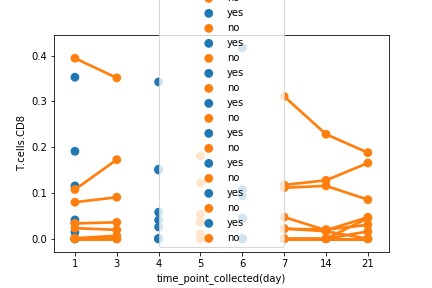 no
yes
no
yes
no
yes
no
yes
no
yes
no
yes
no
yes
no
yes
no
T.cells.CD8
0.4
0.3
0.2
0.1
0.0
1 3 4 5 6 7 14 21
time_point_collected(day)